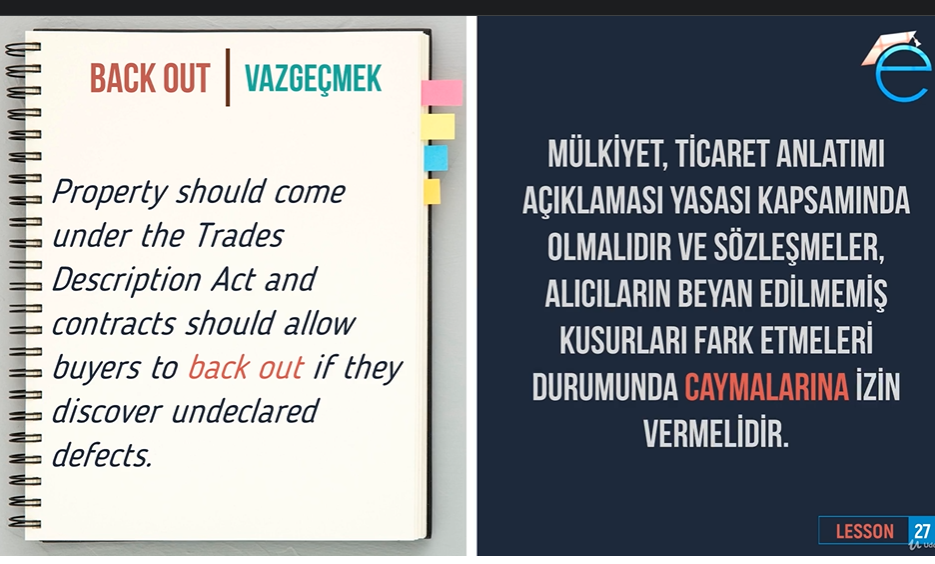 BACK OUT | VAZGEÇMEK
Property should come
under the Trades
Description Act and
contracts should allow
buyers to back out if they
discover undeclared
defects.
e
MÜLKİYET, TİCARET ANLATIMI
AÇIKLAMASI YASASI KAPSAMINDA
OLMALIDIR VE SÖZLEŞMELER,
ALICILARIN BEYAN EDİLMEMİŞ
KUSURLARI FARK ETMELERİ
DURUMUNDA CAYMALARINA İZİN
VERMELİDİR.
LESSON 27